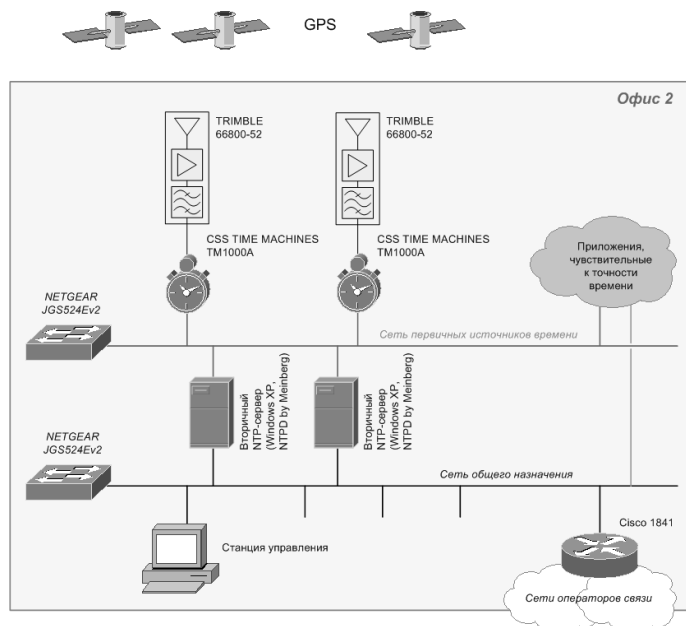 GPS
Офис 2
TRIMBLE
66800-52
TRIMBLE
66800-52
CSS TIME MACHINES
TM1000A
CSS TIME MACHINES
TM1000A
Приложения,
чувствительные
к точности
времени
NETGEAR
JGS524Ev2
Сеть первичных источников времени
Вторичный
NTP-сервер
(Windows XP,
NTPD by Meinberg)
Вторичный
NTP-сервер
(Windows XP,
NTPD by Meinberg)
NETGEAR
JGS524Ev2
Сеть общего назначения
Cisco 1841
Станция управления
Сети операторов связи